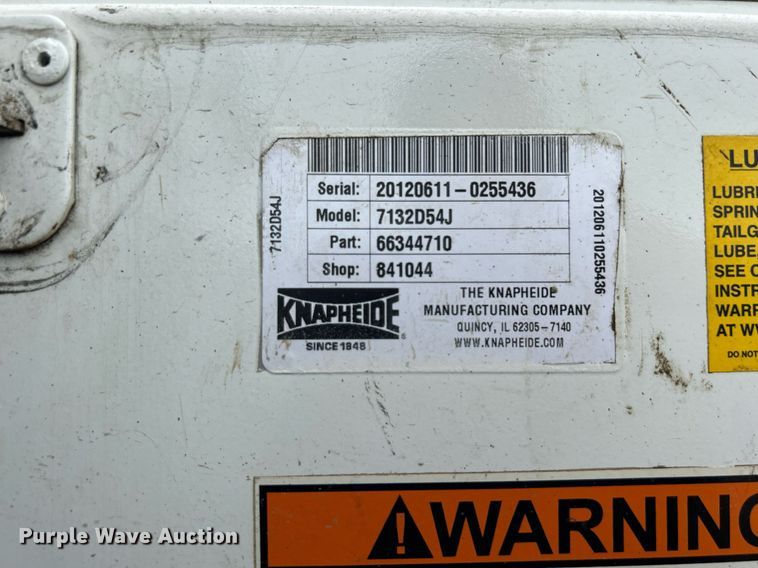 7132D54J
Serial: 20120611-0255436
Model: 7132D54J
Part: 66344710
Shop: 841044
201206110255436
KNAPHEIDE®
SINCE 1848
THE KNAPHEIDE
MANUFACTURING COMPANY
QUINCY, IL 62305-7140
WWW.KNAPHEIDE.COM
LU
LUBRI
SPRIN
TAILG
LUBE,
SEE O
INSTR
WARR
AT WW
DO NOT
WARNING
Purple Wave Auction